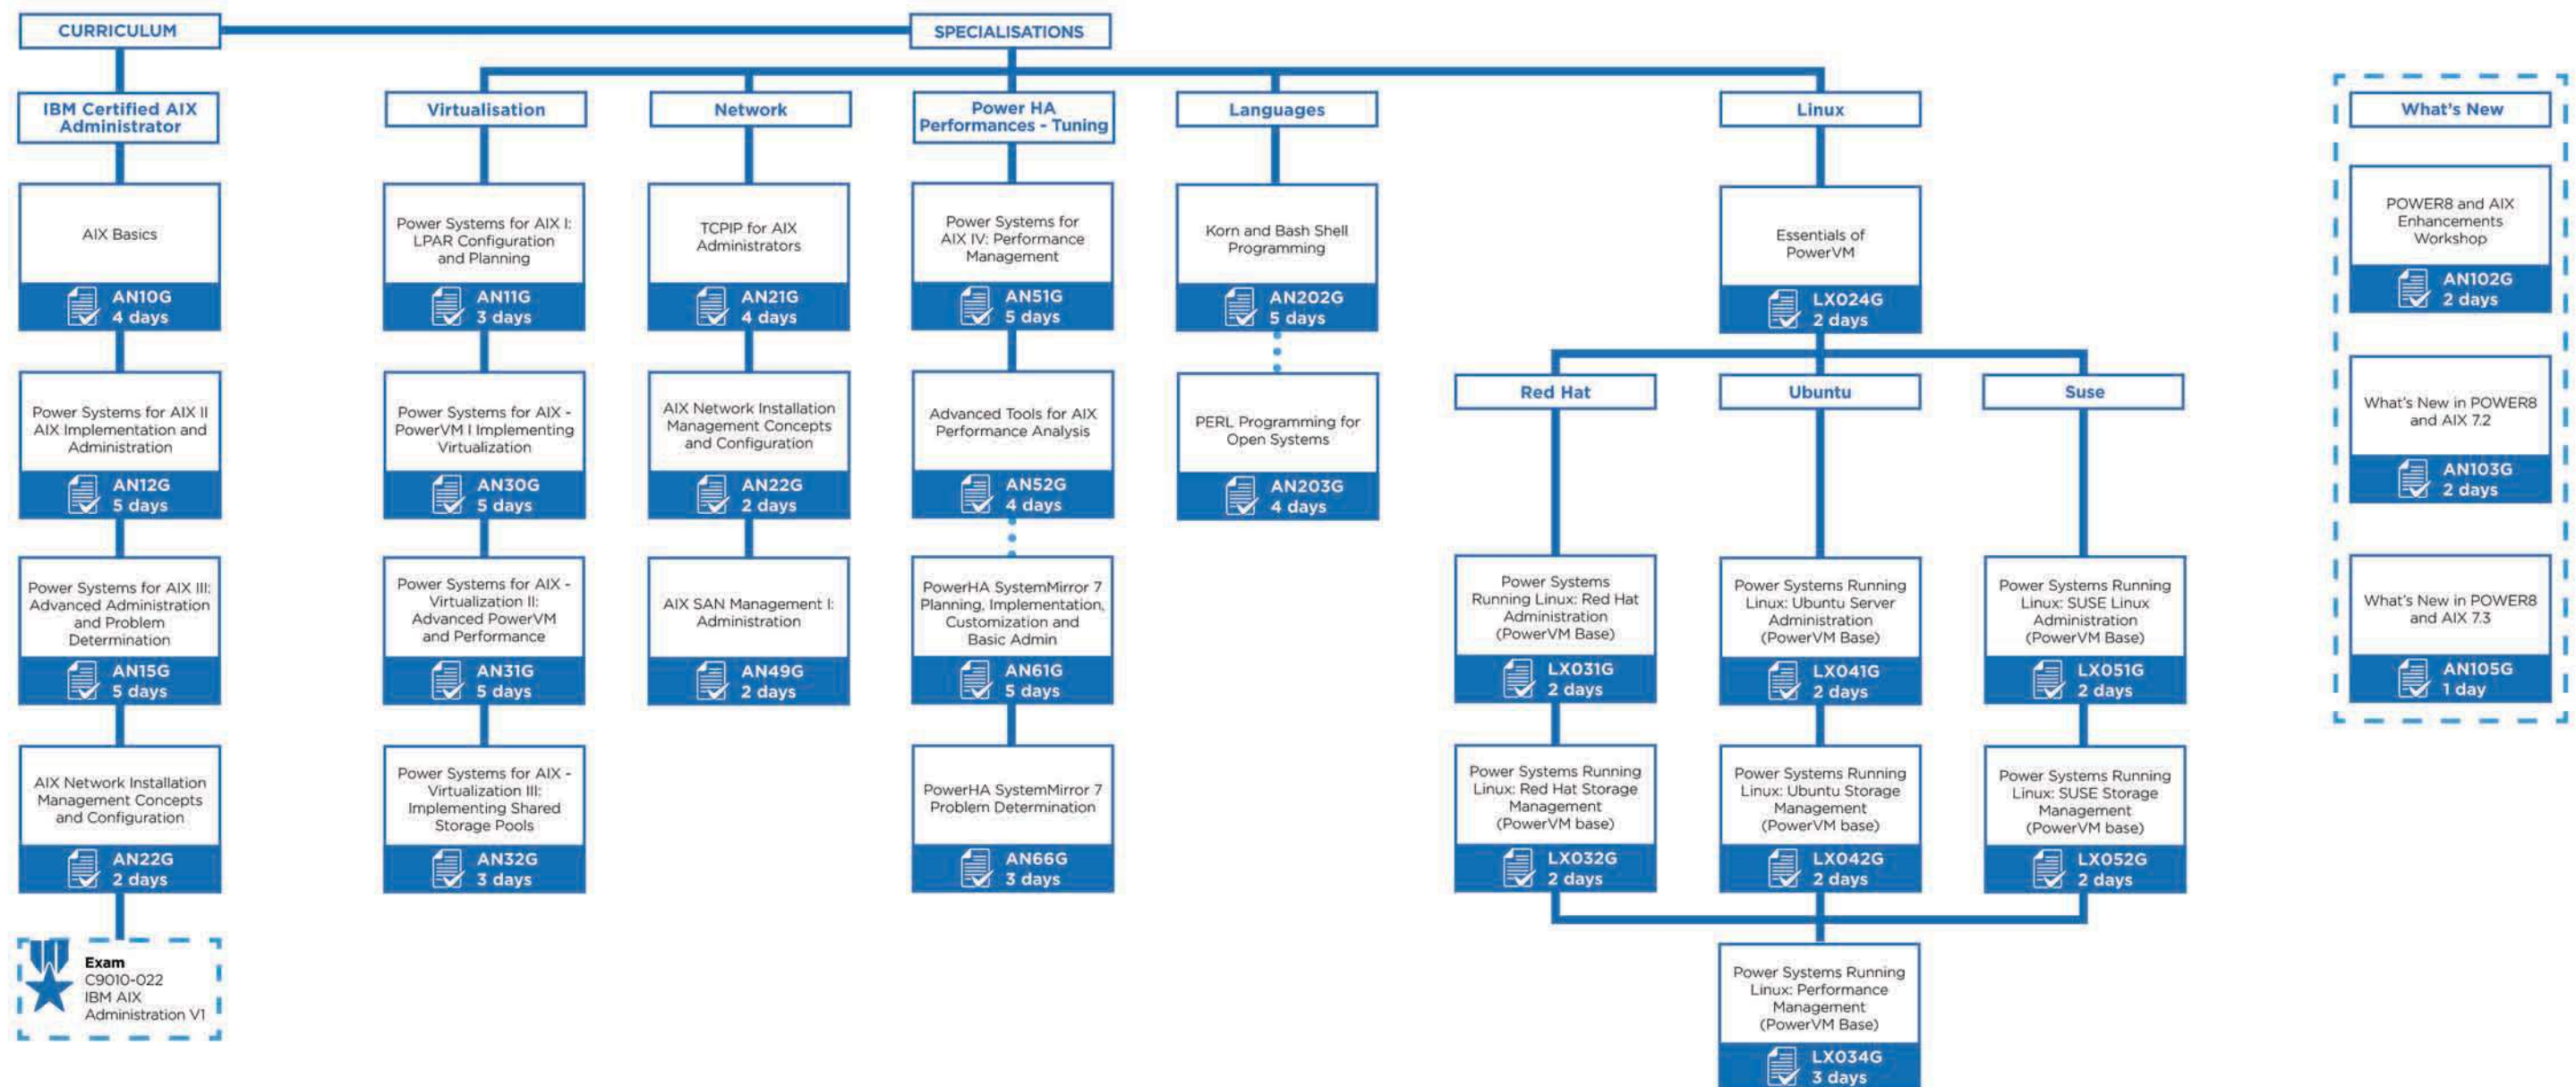 CURRICULUM
SPECIALISATIONS
IBM Certified AIX
Administrator
AIX Basics
AN10G
4 days
Power Systems for AIX II
AIX Implementation and
Administration
AN12G
5 days
Power Systems for AIX III:
Advanced Administration
and Problem
Determination
AN15G
5 days
AIX Network Installation
Management Concepts
and Configuration
AN22G
2 days
Exam
C9010-022
IBM AIX
Administration V1
Virtualisation
Power Systems for AIX I:
LPAR Configuration
and Planning
AN11G
3 days
Power Systems for AIX -
PowerVM I Implementing
Virtualization
AN30G
5 days
Power Systems for AIX -
Virtualization II:
Advanced PowerVM
and Performance
AN31G
5 days
Power Systems for AIX -
Virtualization III:
Implementing Shared
Storage Pools
AN32G
3 days
Network
TCPIP for AIX
Administrators
AN21G
4 days
AIX Network Installation
Management Concepts
and Configuration
AN22G
2 days
AIX SAN Management I:
Administration
AN49G
2 days
Power HA
Performances - Tuning
Power Systems for
AIX IV: Performance
Management
AN51G
5 days
Advanced Tools for AIX
Performance Analysis
AN52G
4 days
PowerHA SystemMirror 7
Planning, Implementation,
Customization and
Basic Admin
AN61G
5 days
PowerHA SystemMirror 7
Problem Determination
AN66G
3 days
Languages
Korn and Bash Shell
Programming
AN202G
5 days
PERL Programming for
Open Systems
AN203G
4 days
Linux
Essentials of
PowerVM
LX024G
2 days
Red Hat
Power Systems
Running Linux: Red Hat
Administration
(PowerVM Base)
LX031G
2 days
Power Systems Running
Linux: Red Hat Storage
Management
(PowerVM base)
LX032G
2 days
Ubuntu
Power Systems Running
Linux: Ubuntu Server
Administration
(PowerVM Base)
LX041G
2 days
Power Systems Running
Linux: Ubuntu Storage
Management
(PowerVM base)
LX042G
2 days
Suse
Power Systems Running
Linux: SUSE Linux
Administration
(PowerVM Base)
LX051G
2 days
Power Systems Running
Linux: SUSE Storage
Management
(PowerVM base)
LX052G
2 days
Power Systems Running
Linux: Performance
Management
(PowerVM Base)
LX034G
3 days
What's New
POWER8 and AIX
Enhancements
Workshop
AN102G
2 days
What's New in POWER8
and AIX 7.2
AN103G
2 days
What's New in POWER8
and AIX 7.3
AN105G
1 day